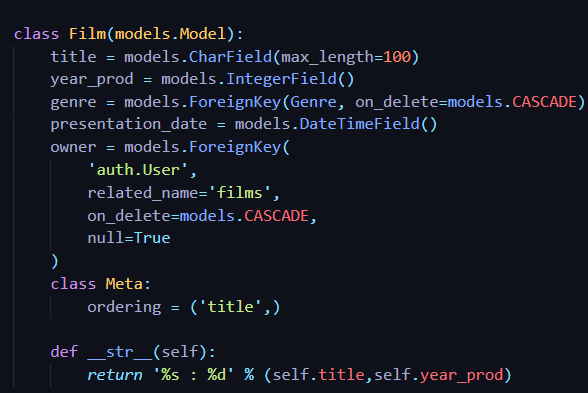 class Film(models.Model):
    title = models.CharField(max_length=100)
    year_prod = models.IntegerField()
    genre = models.ForeignKey(Genre, on_delete=models.CASCADE)
    presentation_date = models.DateTimeField()
    owner = models.ForeignKey(
        'auth.User',
        related_name='films',
        on_delete=models.CASCADE,
        null=True
    )
    class Meta:
        ordering = ('title',)
    def __str__(self):
        return '%s : %d' % (self.title,self.year_prod)